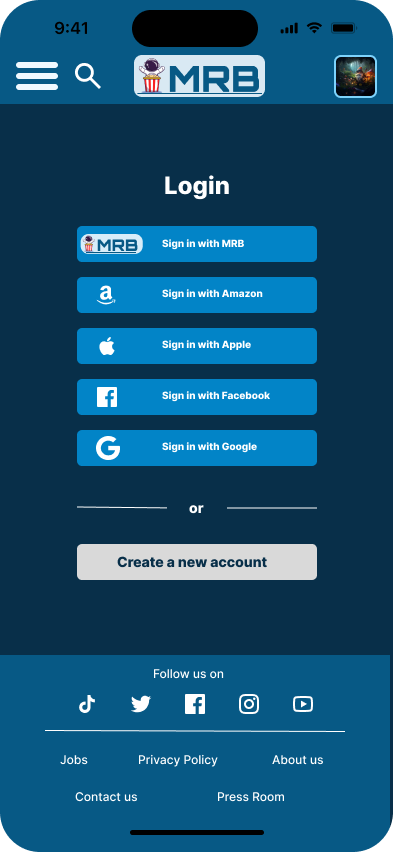 9:41
MRB
Login
MRB Sign in with MRB
Sign in with Amazon
Sign in with Apple
Sign in with Facebook
Sign in with Google
or
Create a new account
Follow us on
Jobs Privacy Policy About us
Contact us Press Room